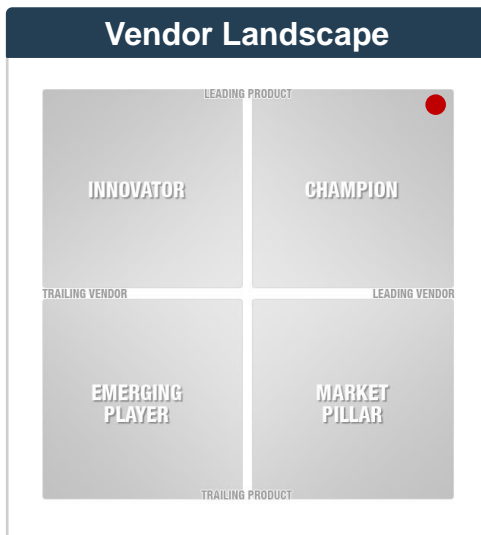 Vendor Landscape
LEADING PRODUCT
INNOVATOR
CHAMPION
TRAILING VENDOR
LEADING VENDOR
EMERGING
PLAYER
MARKET
PILLAR
TRAILING PRODUCT